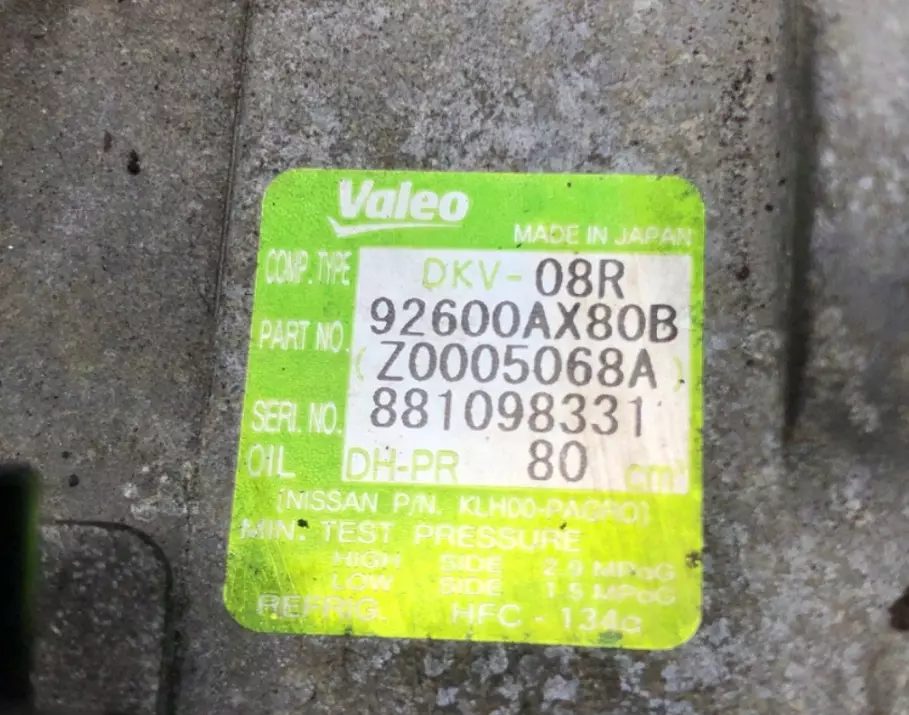 Valeo
MADE IN JAPAN
COMP. TYPE DKV-08R
PART NO. 92600AX80B
(Z0005068A)
SERI. NO. 881098331
OIL DH-PR 80 cm³
(NISSAN P/N. KLH00-PAGR0)
MIN. TEST PRESSURE
HIGH SIDE 2.9 MPaG
LOW SIDE 1.5 MPaG
REFRIG. HFC-134a